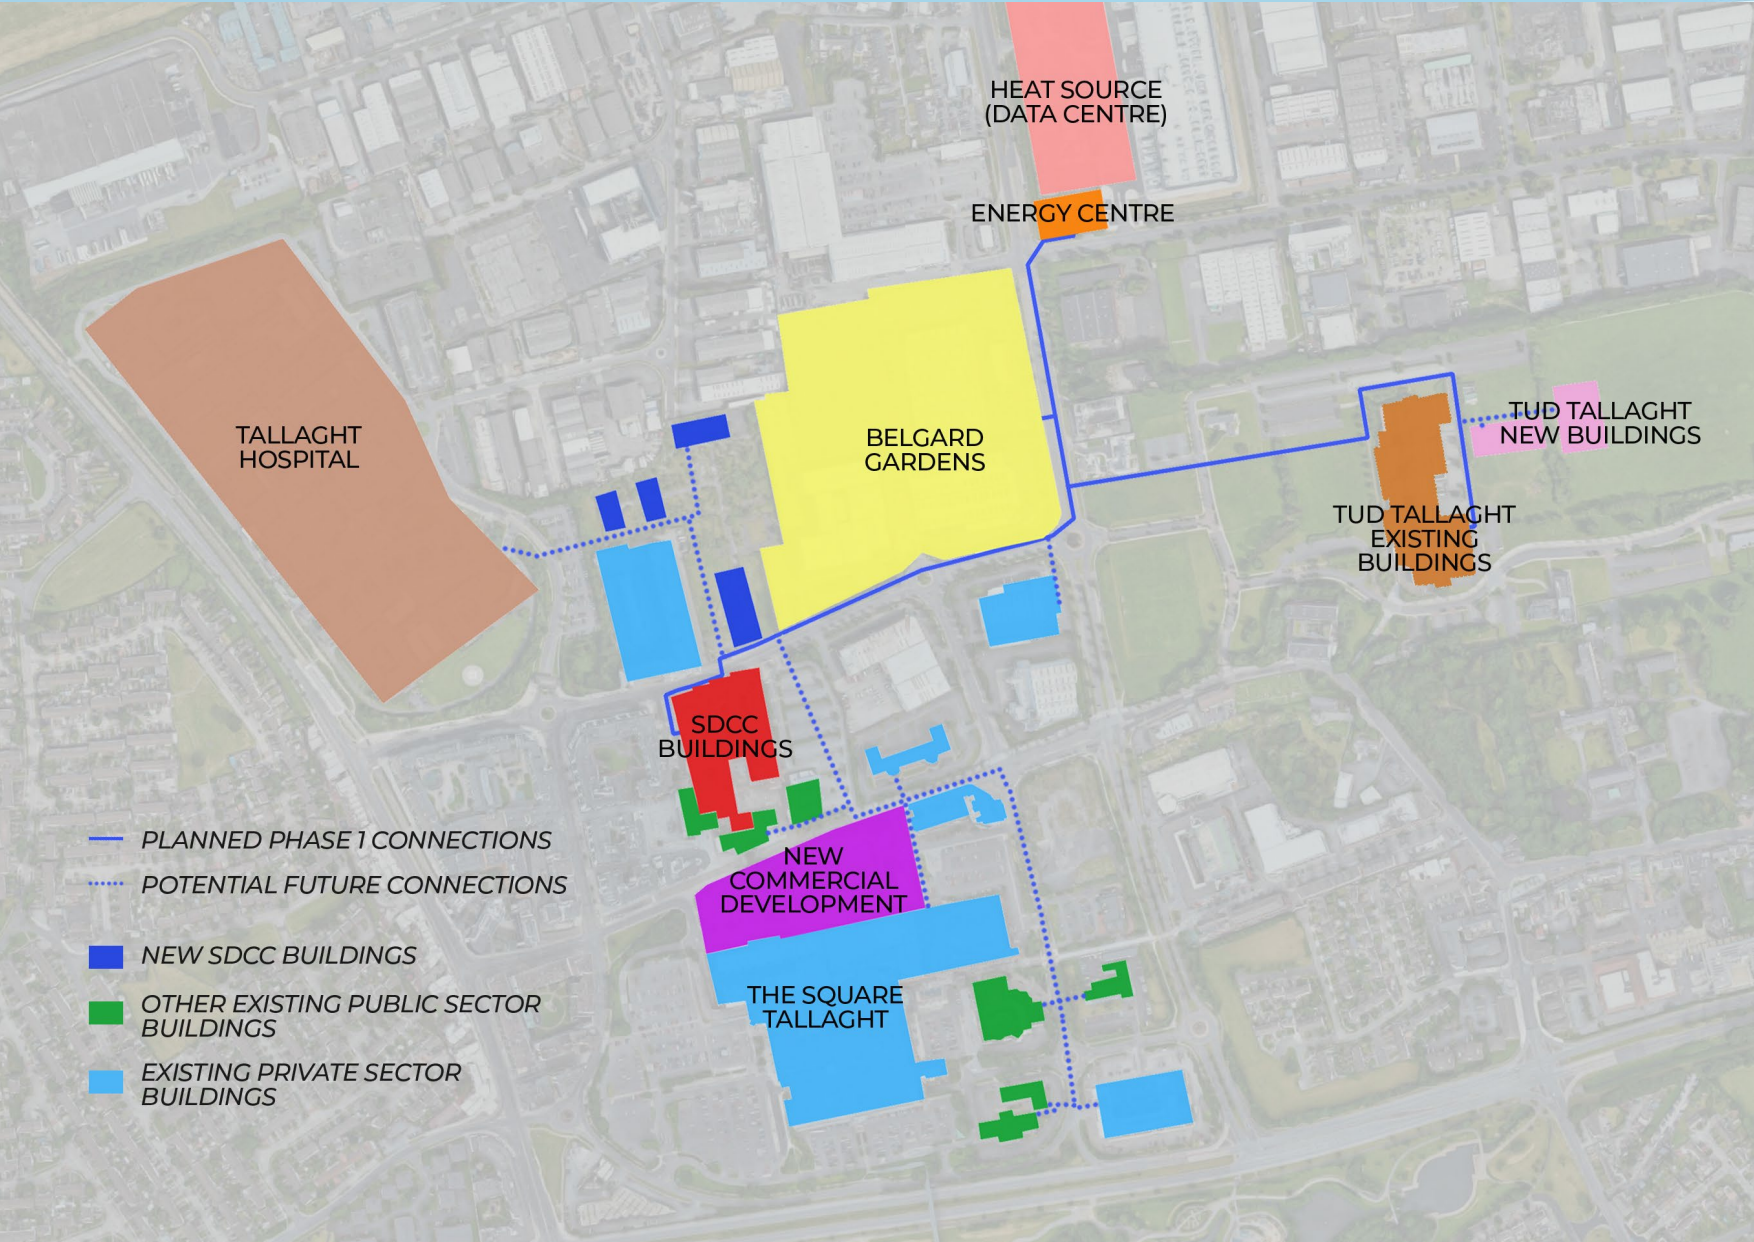 HEAT SOURCE
(DATA CENTRE)
ENERGY CENTRE
TALLAGHT
HOSPITAL
BELGARD
GARDENS
TUD TALLAGHT
NEW BUILDINGS
TUD TALLAGHT
EXISTING
BUILDINGS
SDCC
BUILDINGS
NEW
COMMERCIAL
DEVELOPMENT
THE SQUARE
TALLAGHT
PLANNED PHASE 1 CONNECTIONS
POTENTIAL FUTURE CONNECTIONS
NEW SDCC BUILDINGS
OTHER EXISTING PUBLIC SECTOR
BUILDINGS
EXISTING PRIVATE SECTOR
BUILDINGS